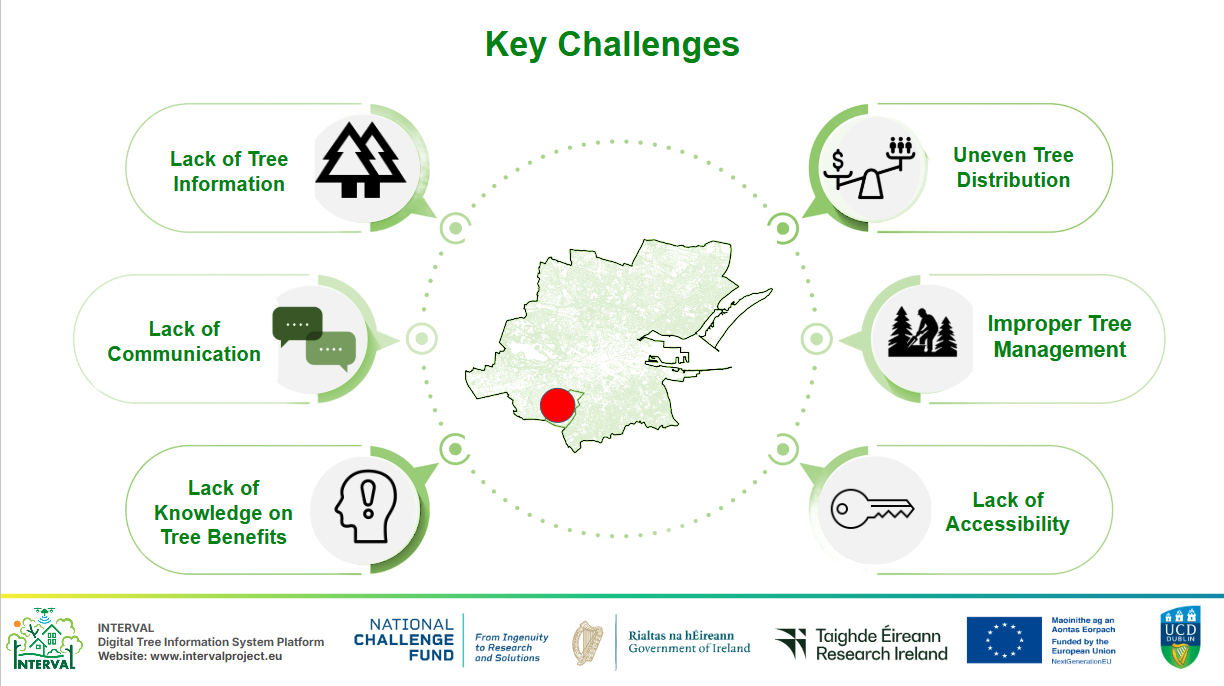 Key Challenges
Lack of Tree
Information
Lack of
Communication
Lack of
Knowledge on
Tree Benefits
$
Uneven Tree
Distribution
Improper Tree
Management
Lack of
Accessibility
INTERVAL
INTERVAL
Digital Tree Information System Platform
Website: www.intervalproject.eu
NATIONAL
CHALLENGE
FUND
From Ingenuity
to Research
and Solutions
Rialtas na hÉireann
Government of Ireland
Taighde Éireann
Research Ireland
Maoinithe ag an
Aontas Eorpach
Funded by the
European Union
NextGenerationEU
UCD
DUBLIN